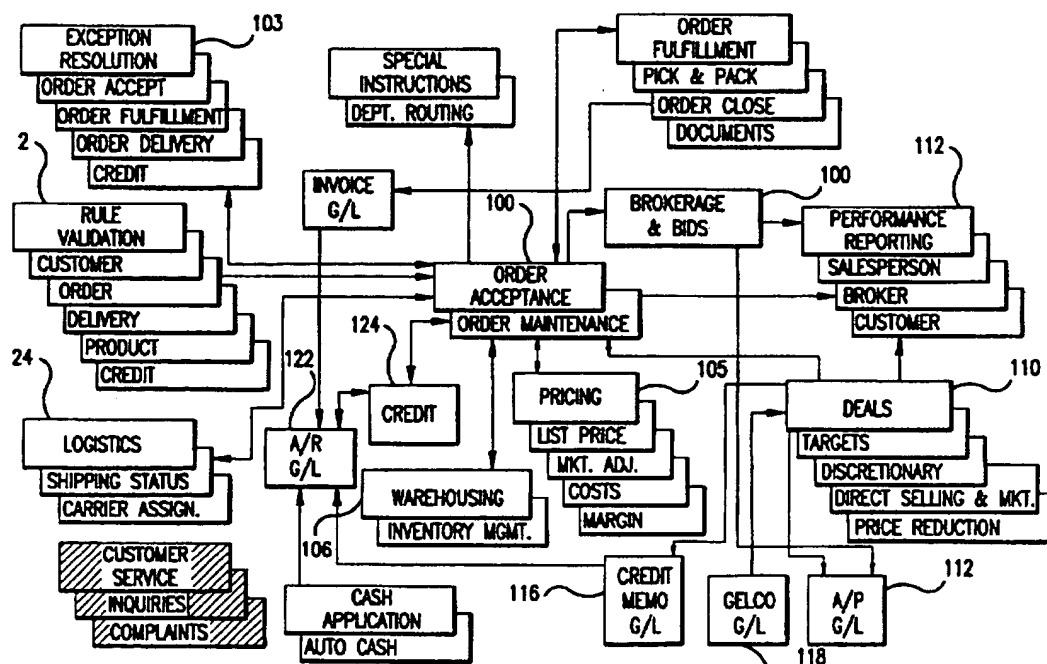 103
EXCEPTION
RESOLUTION
ORDER ACCEPT
ORDER FULFILLMENT
ORDER DELIVERY
CREDIT
SPECIAL
INSTRUCTIONS
DEPT. ROUTING
ORDER
FULFILLMENT
PICK & PACK
ORDER CLOSE
DOCUMENTS
2
RULE
VALIDATION
CUSTOMER
ORDER
DELIVERY
PRODUCT
CREDIT
INVOICE
G/L
100
ORDER
ACCEPTANCE
ORDER MAINTENANCE
100
BROKERAGE
& BIDS
112
PERFORMANCE
REPORTING
SALESPERSON
BROKER
CUSTOMER
24
LOGISTICS
SHIPPING STATUS
CARRIER ASSIGN.
122
A/R
G/L
124
CREDIT
105
PRICING
LIST PRICE
MKT. ADJ.
COSTS
MARGIN
110
DEALS
TARGETS
DISCRETIONARY
DIRECT SELLING & MKT.
PRICE REDUCTION
106
WAREHOUSING
INVENTORY MGMT.
CUSTOMER
SERVICE
INQUIRIES
COMPLAINTS
CASH
APPLICATION
AUTO CASH
116
CREDIT
MEMO
G/L
GELCO
G/L
118
A/P
G/L
112